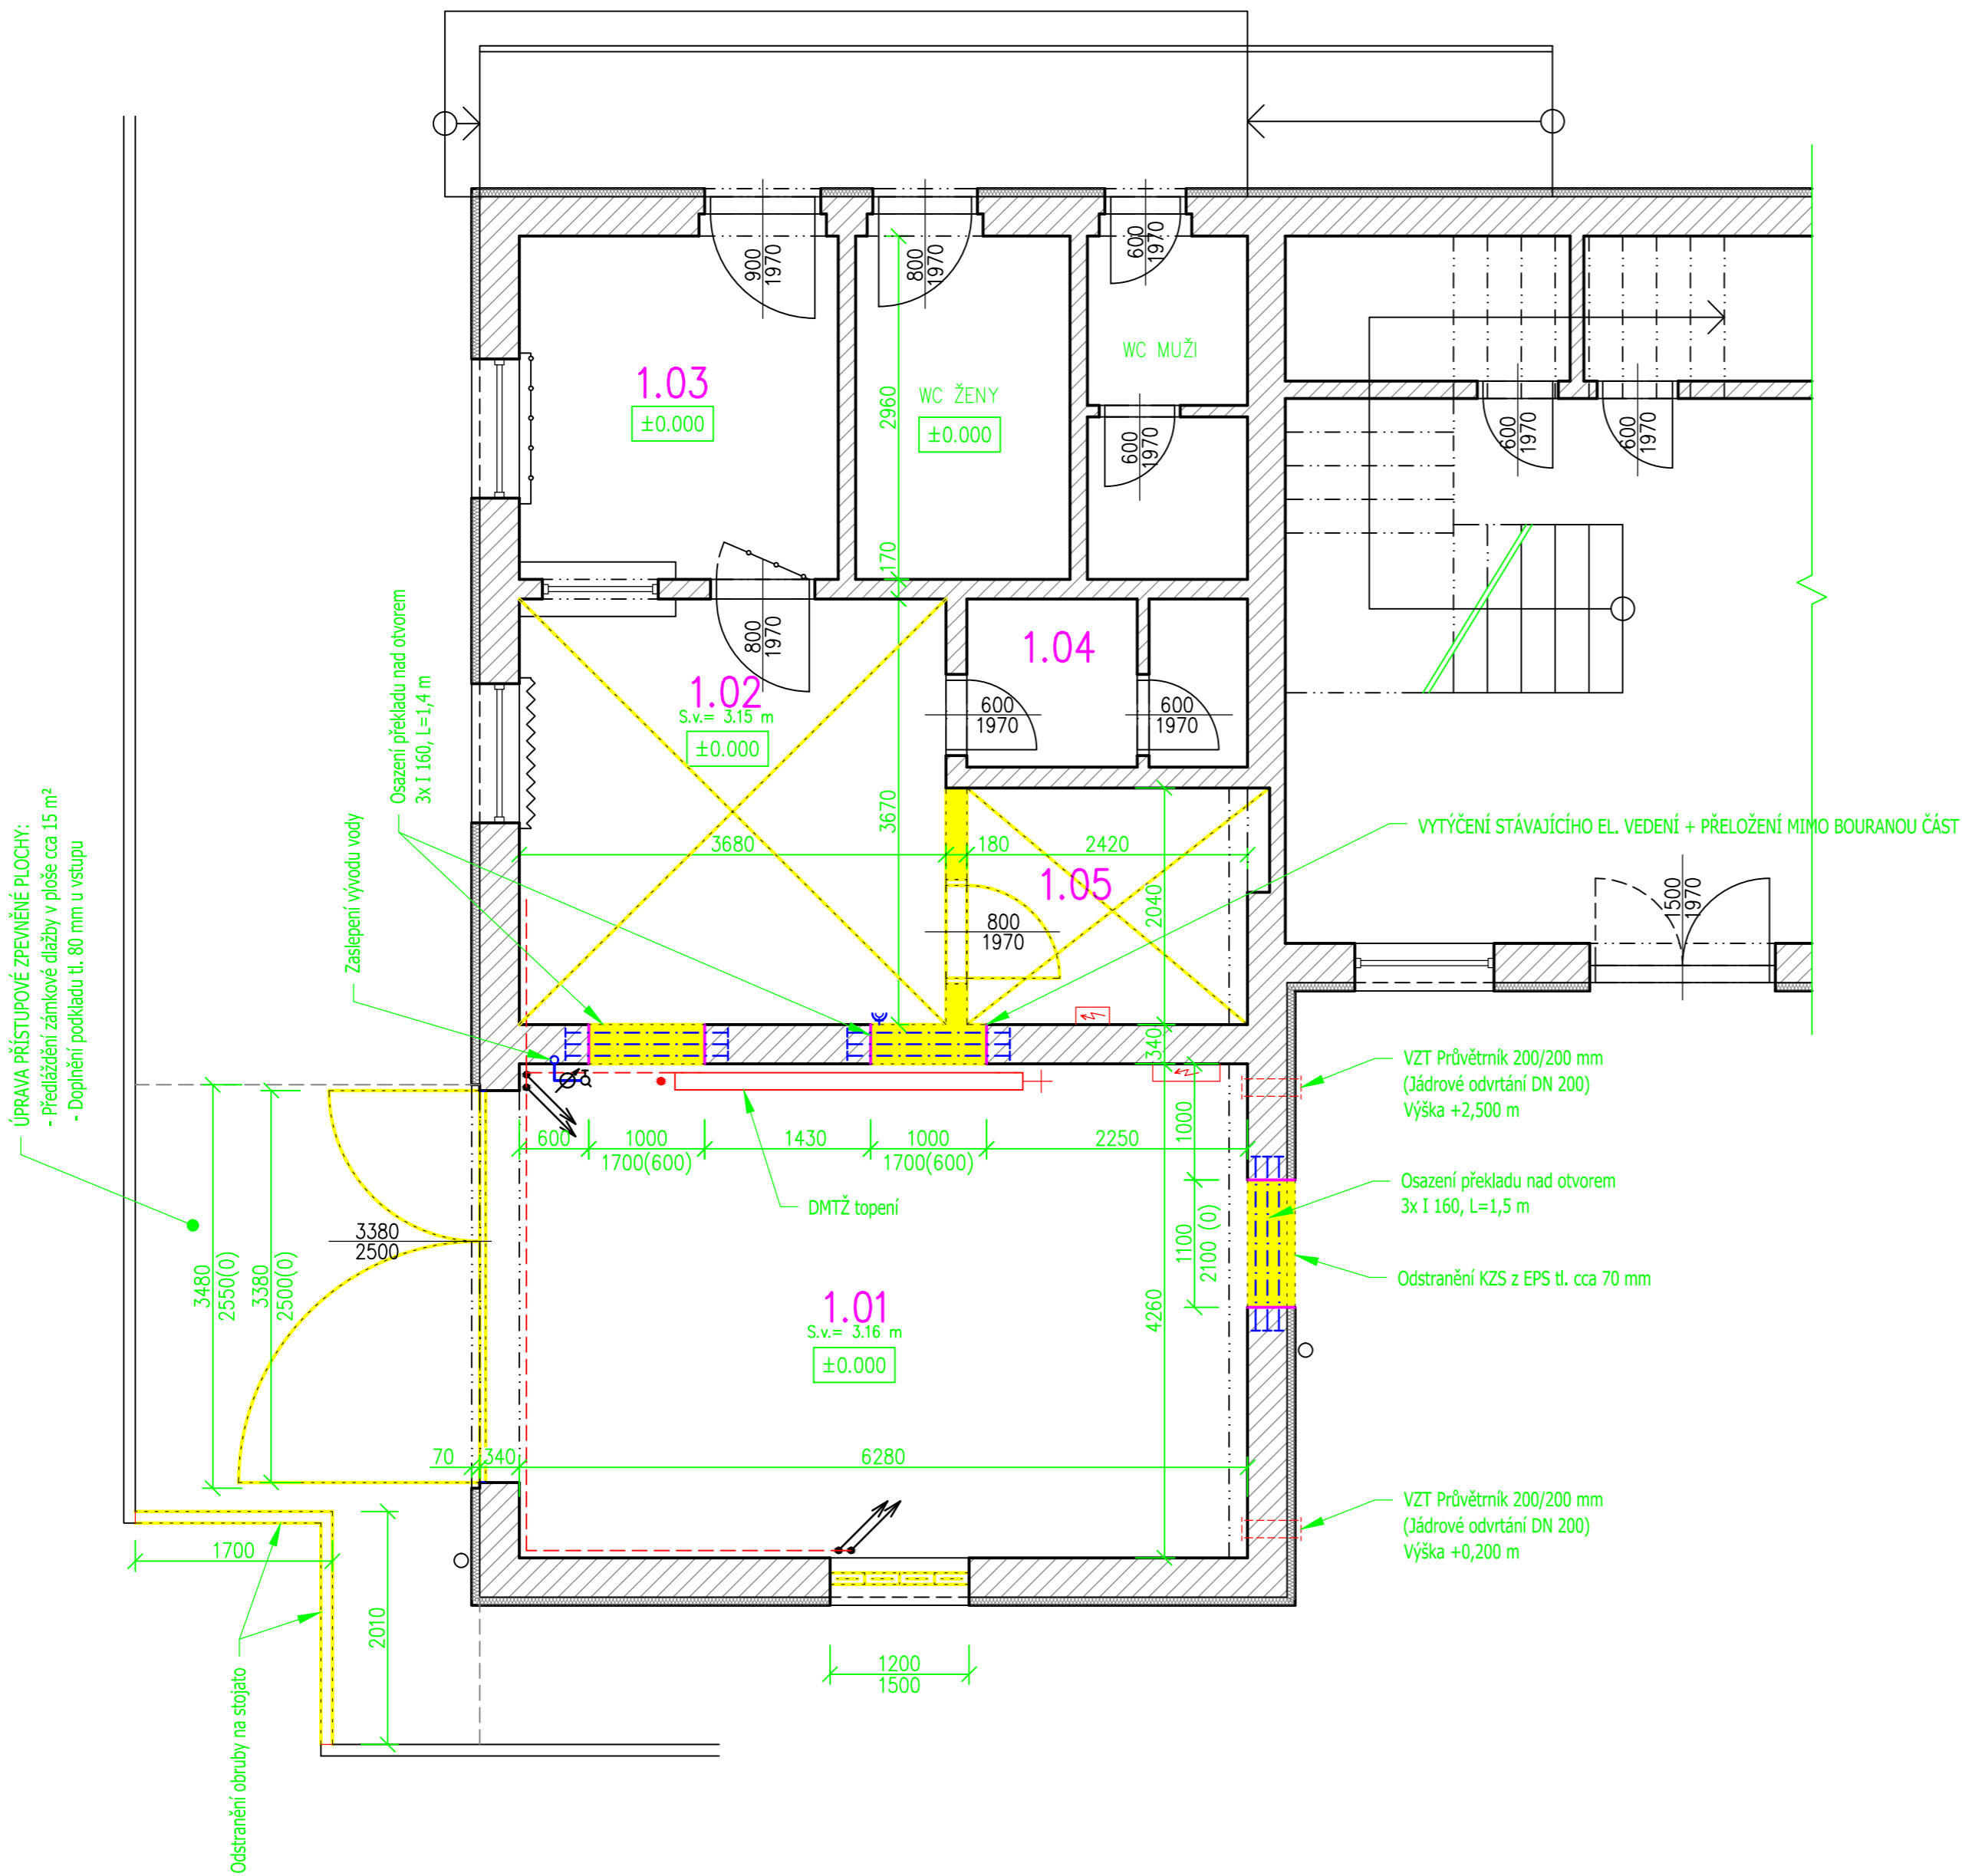 900
1970
800
1970
600
1970
WC MUŽI
1.03
±0.000
2960
WC ŽENY
±0.000
600
1970
600
1970
600
1970
170
800
1970
1.04
1.02
S.v.= 3.15 m
±0.000
600
1970
600
1970
Osazení překladu nad otvorem
3x I 160, L=1,4 m
Zaslepení vývodu vody
ÚPRAVA PŘÍSTUPOVÉ ZPEVNĚNÉ PLOCHY:
- Předláždění zámkové dlažby v ploše cca 15 m²
- Doplnění podkladu tl. 80 mm u vstupu
3670
3680
180
2420
VYTÝČENÍ STÁVAJÍCÍHO EL. VEDENÍ + PŘELOŽENÍ MIMO BOURANOU ČÁST
1.05
2040
800
1970
1500
1970
340
VZT Průvětrník 200/200 mm
(Jádrové odvrtání DN 200)
Výška +2,500 m
600
1000
1700(600)
1430
1000
1700(600)
2250
1000
DMTŽ topení
Osazení překladu nad otvorem
3x I 160, L=1,5 m
1100
2100 (0)
3380
2500
3480
2550(0)
3380
2500(0)
Odstranění KZS z EPS tl. cca 70 mm
1.01
S.v.= 3.16 m
±0.000
4260
70
340
6280
VZT Průvětrník 200/200 mm
(Jádrové odvrtání DN 200)
Výška +0,200 m
1700
2010
Odstranění obruby na stojato
1200
1500